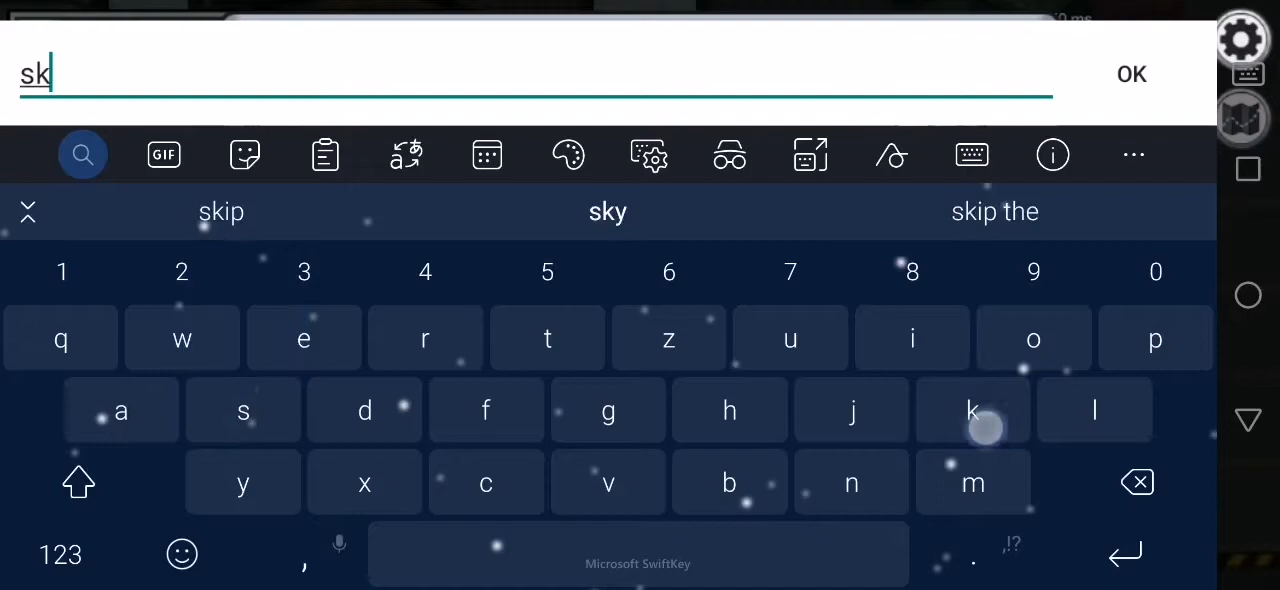 sk
OK
GIF
skip sky skip the
1 2 3 4 5 6 7 8 9 0
q w e r t z u i o p
a s d f g h j k l
y x c v b n m
123 , Microsoft SwiftKey . ,!?